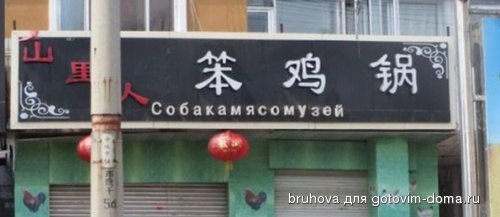 山里人
笨鸡锅
Собакамясомузей
bruhova для gotovim-doma.ru